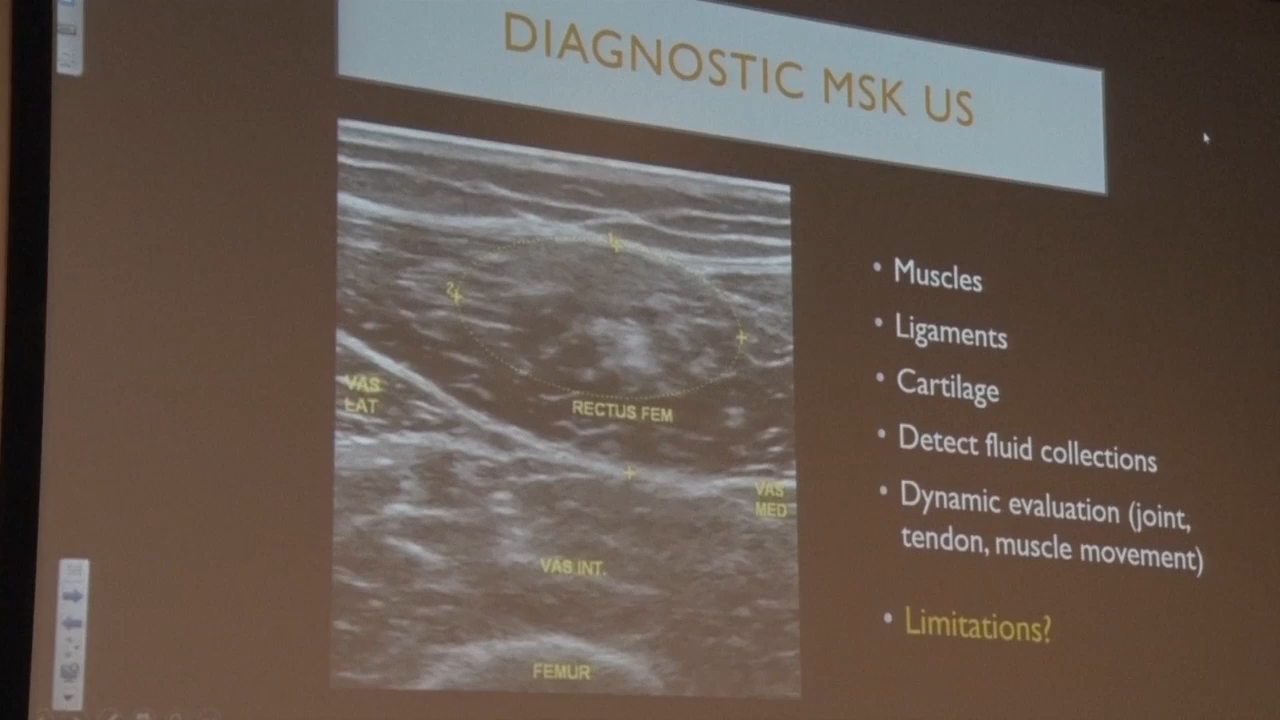 DIAGNOSTIC MSK US
1
2
VAS
LAT
RECTUS FEM
VAS
MED
VAS INT.
FEMUR
• Muscles
• Ligaments
• Cartilage
• Detect fluid collections
• Dynamic evaluation (joint,
tendon, muscle movement)
• Limitations?